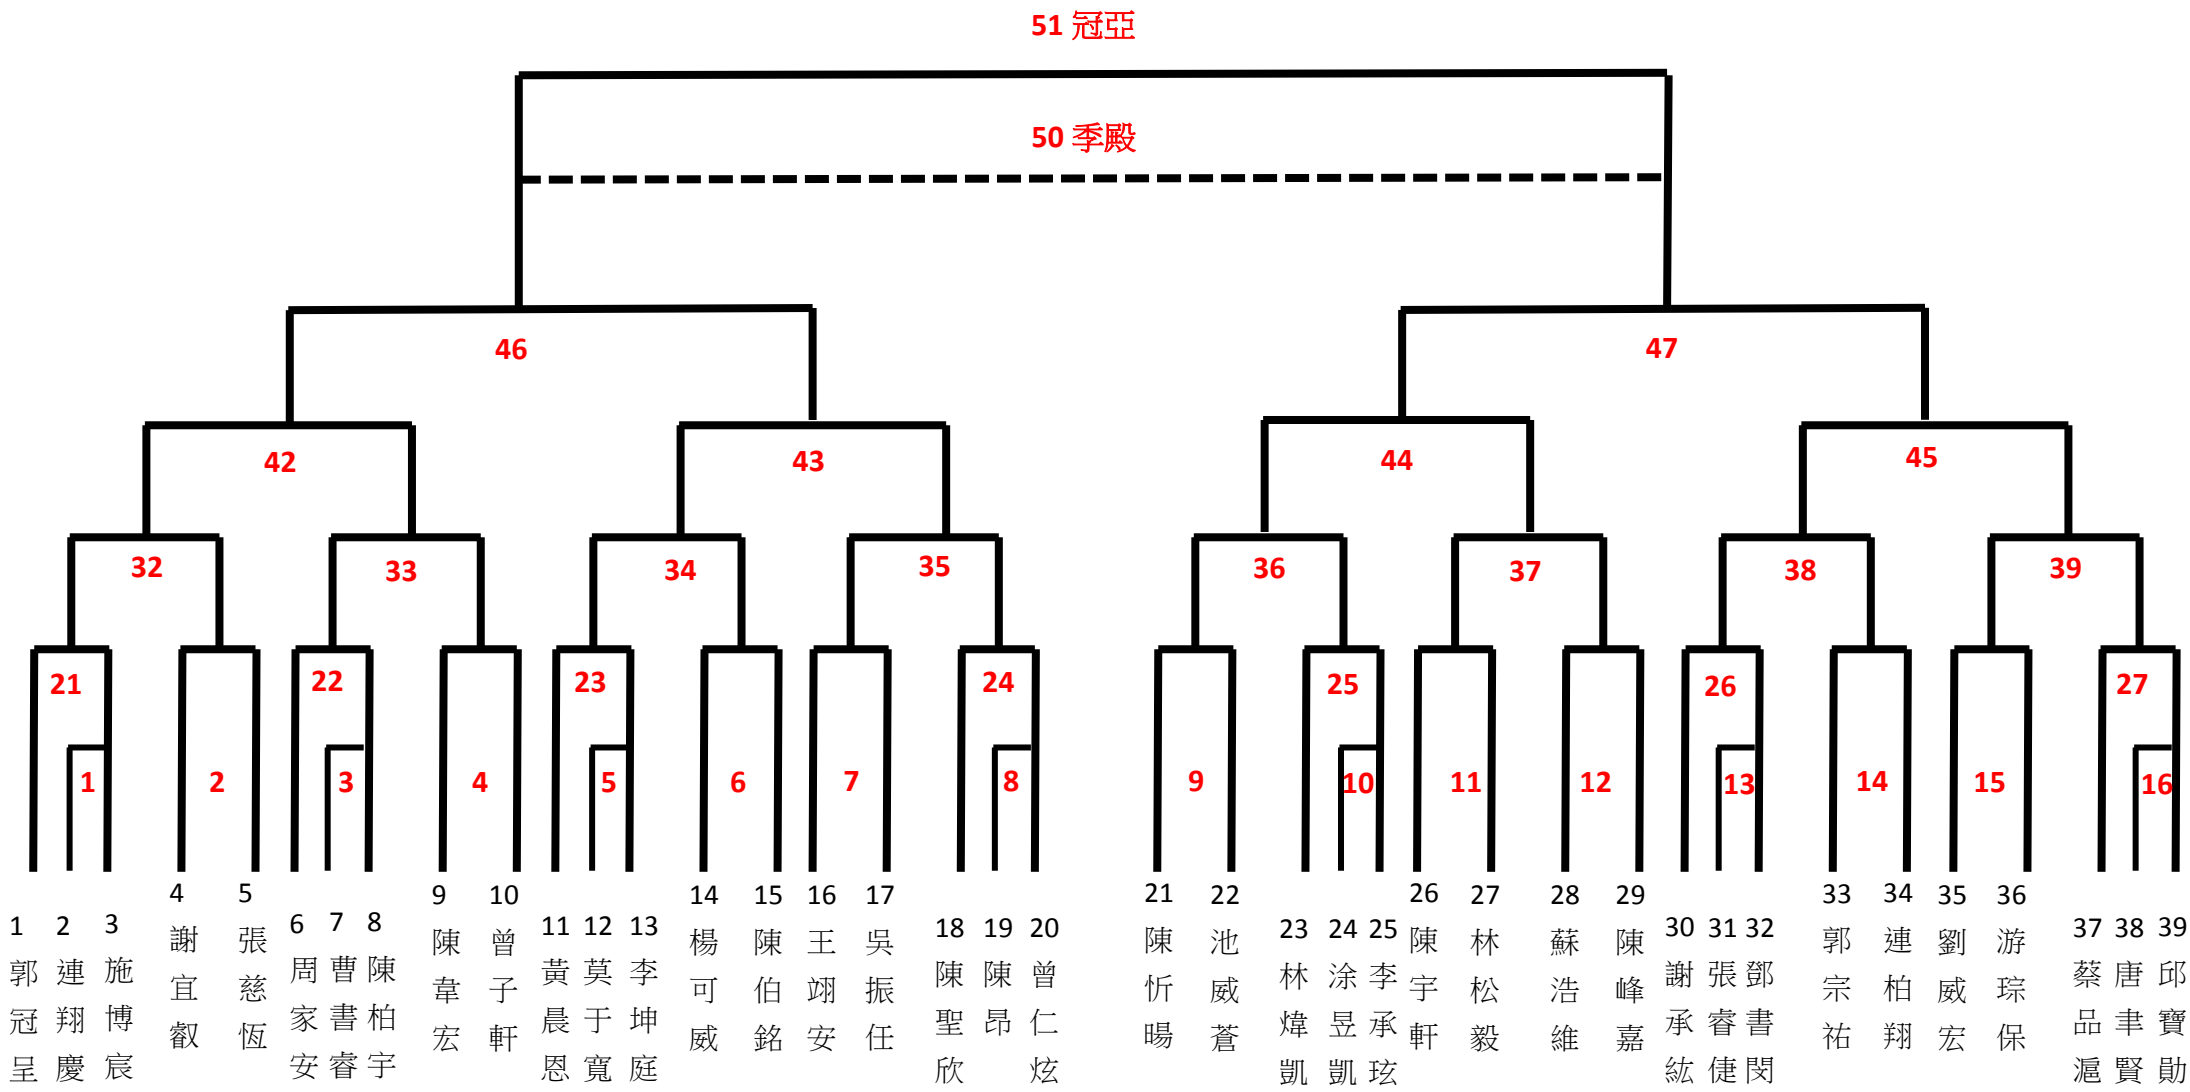 51 冠亞
50 季殿
46
47
42
43
44
45
32
33
34
35
36
37
38
39
21
22
23
24
25
26
27
1
2
3
4
5
6
7
8
9
10
11
12
13
14
15
16
1 郭冠呈
2 連翔慶
3 施博宸
4 謝宜叡
5 張慈恆
6 周家安
7 曹書睿
8 陳柏宇
9 陳韋宏
10 曾子軒
11 黃晨恩
12 莫于寬
13 李坤庭
14 楊可威
15 陳伯銘
16 王翊安
17 吳振任
18 陳聖欣
19 陳昂
20 曾仁炫
21 陳忻暘
22 池威蒼
23 林煒凱
24 涂昱凱
25 李承玹
26 陳宇軒
27 林松毅
28 蘇浩維
29 陳峰嘉
30 謝承紘
31 張睿倢
32 鄧書閔
33 郭宗祐
34 連柏翔
35 劉威宏
36 游琮保
37 蔡品滬
38 唐聿賢
39 邱寶勛